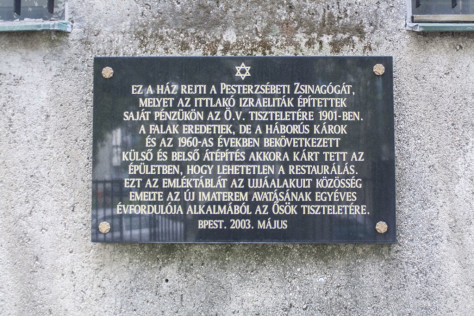 EZ A HÁZ REJTI A PESTERZSÉBETI ZSINAGÓGÁT,
MELYET AZ ITTLAKÓ IZRAELITÁK ÉPÍTETTEK
SAJÁT PÉNZÜKÖN AZ Ö.V. TISZTELETÉRE 1901-BEN.
A FALAK EREDETIEK, DE A HÁBORÚS KÁROK
ÉS AZ 1960-AS ÉVEKBEN BEKÖVETKEZETT
KÜLSŐ ÉS BELSŐ ÁTÉPÍTÉS AKKORA KÁRT TETT AZ
ÉPÜLETBEN, HOGY LEHETETLEN A RESTAURÁLÁS.
EZT AZ EMLÉKTÁBLÁT AZ UJJÁALAKULT KÖZÖSSÉG
EMELTE AZ ÚJ IMATEREM AVATÁSÁNAK EGYÉVES
ÉVFORDULÓJA ALKALMÁBÓL AZ ŐSÖK TISZTELETÉRE.
BPEST. 2003. MÁJUS